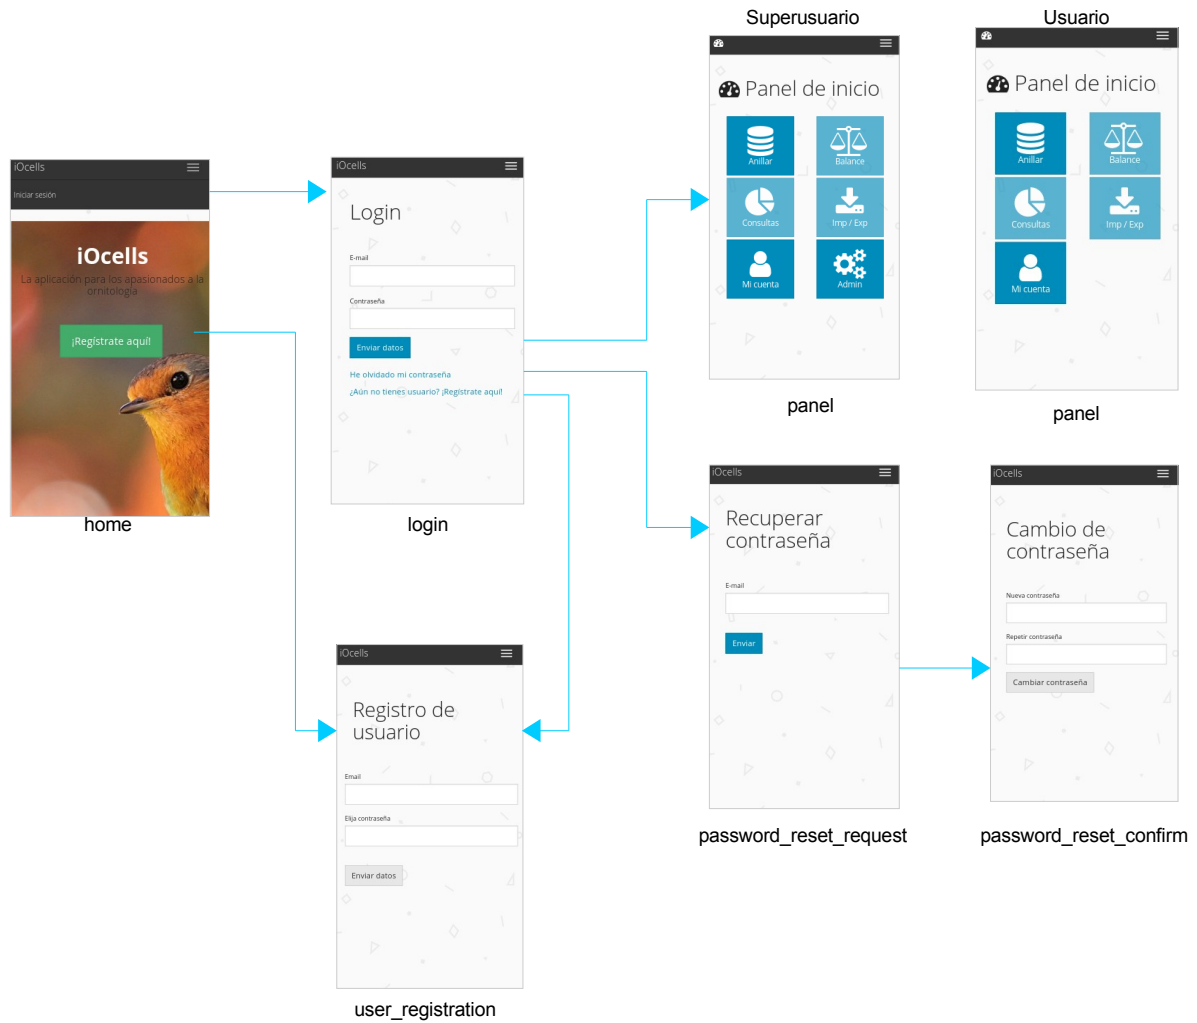 Superusuario
Usuario
Panel de inicio
Anillar
Balance
Consultas
Imp / Exp
Mi cuenta
Admin
panel
Panel de inicio
Anillar
Balance
Consultas
Imp / Exp
Mi cuenta
panel
iOcells
Iniciar sesión
iOcells
La aplicación para los apasionados a la
ornitología
¡Regístrate aquí!
home
iOcells
Login
E-mail
Contraseña
Enviar datos
He olvidado mi contraseña
¿Aún no tienes usuario? ¡Regístrate aquí!
login
iOcells
Recuperar
contraseña
E-mail
Enviar
password_reset_request
iOcells
Cambio de
contraseña
Nueva contraseña
Repetir contraseña
Cambiar contraseña
password_reset_confirm
iOcells
Registro de
usuario
Email
Elija contraseña
Enviar datos
user_registration